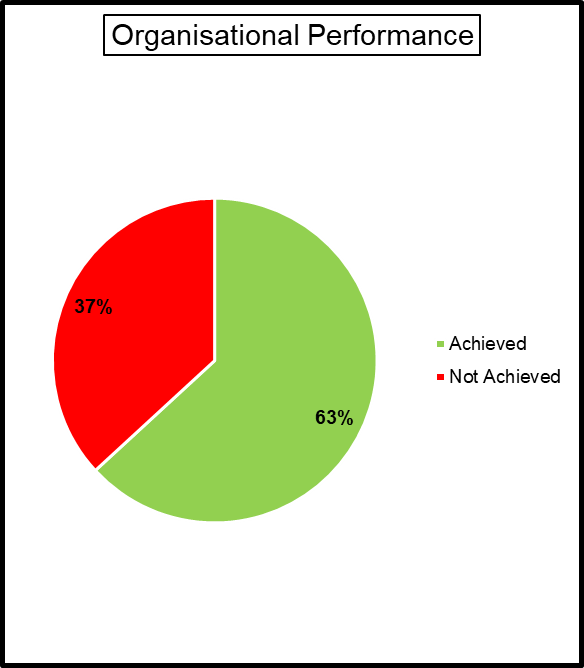 Organisational Performance
37%
63%
Achieved
Not Achieved